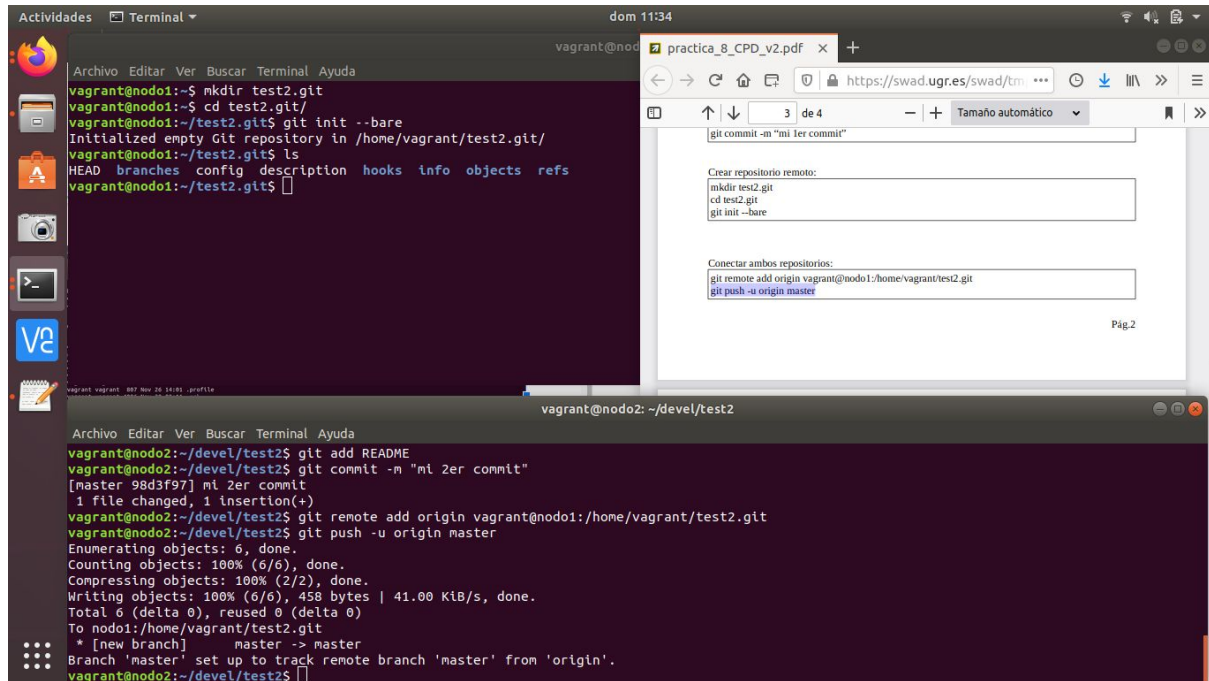 Actividades Terminal dom 11:34
vagrant@nod
Archivo Editar Ver Buscar Terminal Ayuda
vagrant@nodo1:~$ mkdir test2.git
vagrant@nodo1:~$ cd test2.git/
vagrant@nodo1:~/test2.git$ git init --bare
Initialized empty Git repository in /home/vagrant/test2.git/
vagrant@nodo1:~/test2.git$ ls
HEAD branches config description hooks info objects refs
vagrant@nodo1:~/test2.git$
vagrant vagrant 807 Nov 26 14:01 .profile
practica_8_CPD_v2.pdf × +
https://swad.ugr.es/swad/tm ···
3 de 4 — + Tamaño automático
git commit -m "mi 1er commit"
Crear repositorio remoto:
mkdir test2.git
cd test2.git
git init --bare
Conectar ambos repositorios:
git remote add origin vagrant@nodo1:/home/vagrant/test2.git
git push -u origin master
Pág.2
vagrant@nodo2: ~/devel/test2
Archivo Editar Ver Buscar Terminal Ayuda
vagrant@nodo2:~/devel/test2$ git add README
vagrant@nodo2:~/devel/test2$ git commit -m "mi 2er commit"
[master 98d3f97] mi 2er commit
1 file changed, 1 insertion(+)
vagrant@nodo2:~/devel/test2$ git remote add origin vagrant@nodo1:/home/vagrant/test2.git
vagrant@nodo2:~/devel/test2$ git push -u origin master
Enumerating objects: 6, done.
Counting objects: 100% (6/6), done.
Compressing objects: 100% (2/2), done.
Writing objects: 100% (6/6), 458 bytes | 41.00 KiB/s, done.
Total 6 (delta 0), reused 0 (delta 0)
To nodo1:/home/vagrant/test2.git
* [new branch] master -> master
Branch 'master' set up to track remote branch 'master' from 'origin'.
vagrant@nodo2:~/devel/test2$